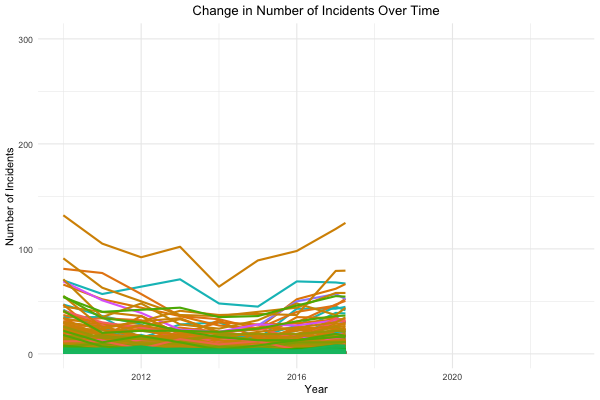 Change in Number of Incidents Over Time
300
200
100
0
Number of Incidents
2012
2016
2020
Year